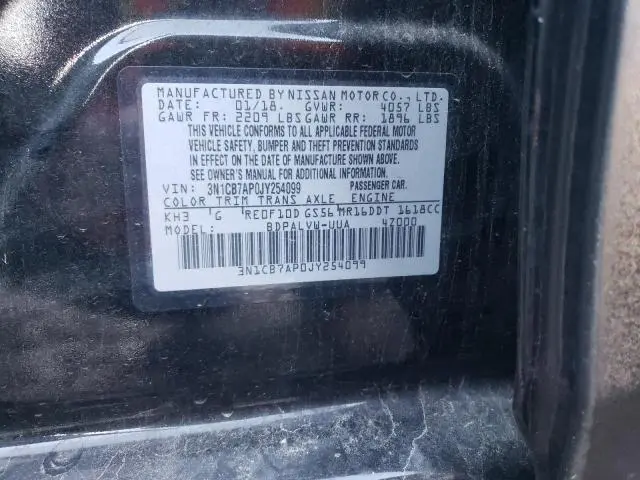 MANUFACTURED BY NISSAN MOTOR CO., LTD.
DATE: 01/18. GVWR: 4057 LBS
GAWR FR: 2209 LBS GAWR RR: 1896 LBS
THIS VEHICLE CONFORMS TO ALL APPLICABLE FEDERAL MOTOR
VEHICLE SAFETY, BUMPER AND THEFT PREVENTION STANDARDS
IN EFFECT ON THE DATE OF MANUFACTURE SHOWN ABOVE.
SEE OWNER'S MANUAL FOR ADDITIONAL INFORMATION.
VIN: 3N1CB7AP0JY254099 PASSENGER CAR.
COLOR TRIM TRANS AXLE ENGINE
KH3 G RE0F10D GS56 MR16DDT 1618CC
MODEL: BDPALVW-UUA 4Z000
3N1CB7AP0JY254099